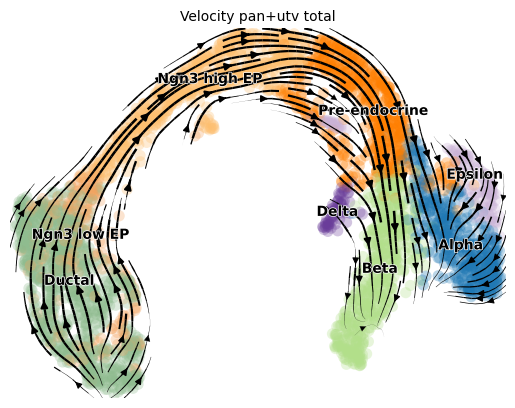 Velocity pan+utv total
Ngn3 high EP
Pre-endocrine
Epsilon
Delta
Ngn3 low EP
Alpha
Beta
Ductal